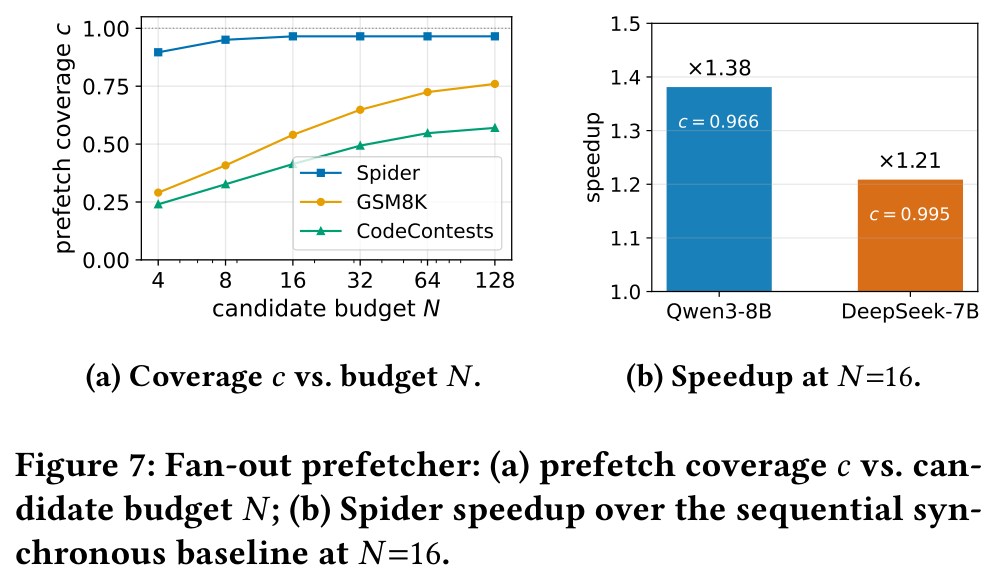 1.00
0.75
0.50
0.25
0.00
prefetch coverage c
4 8 16 32 64 128
candidate budget N
Spider
GSM8K
CodeContests
(a) Coverage c vs. budget N.
1.5
1.4
1.3
1.2
1.1
1.0
speedup
×1.38
c = 0.966
×1.21
c = 0.995
Qwen3-8B DeepSeek-7B
(b) Speedup at N=16.
Figure 7: Fan-out prefetcher: (a) prefetch coverage c vs. can-
didate budget N; (b) Spider speedup over the sequential syn-
chronous baseline at N=16.